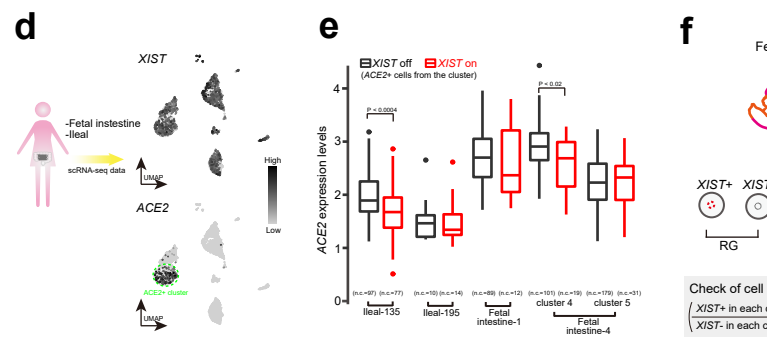 d
XIST
-Fetal instestine
-Ileal
scRNA-seq data
UMAP
High
Low
ACE2
ACE2+ cluster
UMAP
e
XIST off XIST on
(ACE2+ cells from the cluster)
P < 0.0004
P < 0.02
ACE2 expression levels
4
3
2
1
0
(n.c.=97) (n.c.=77) (n.c.=10) (n.c.=14) (n.c.=89) (n.c.=12) (n.c.=101) (n.c.=19) (n.c.=179) (n.c.=31)
Ileal-135
Ileal-195
Fetal
intestine-1
cluster 4
cluster 5
Fetal
intestine-4
f
Fe
XIST+ XIST
RG
Check of cell
XIST+ in each c
XIST- in each c